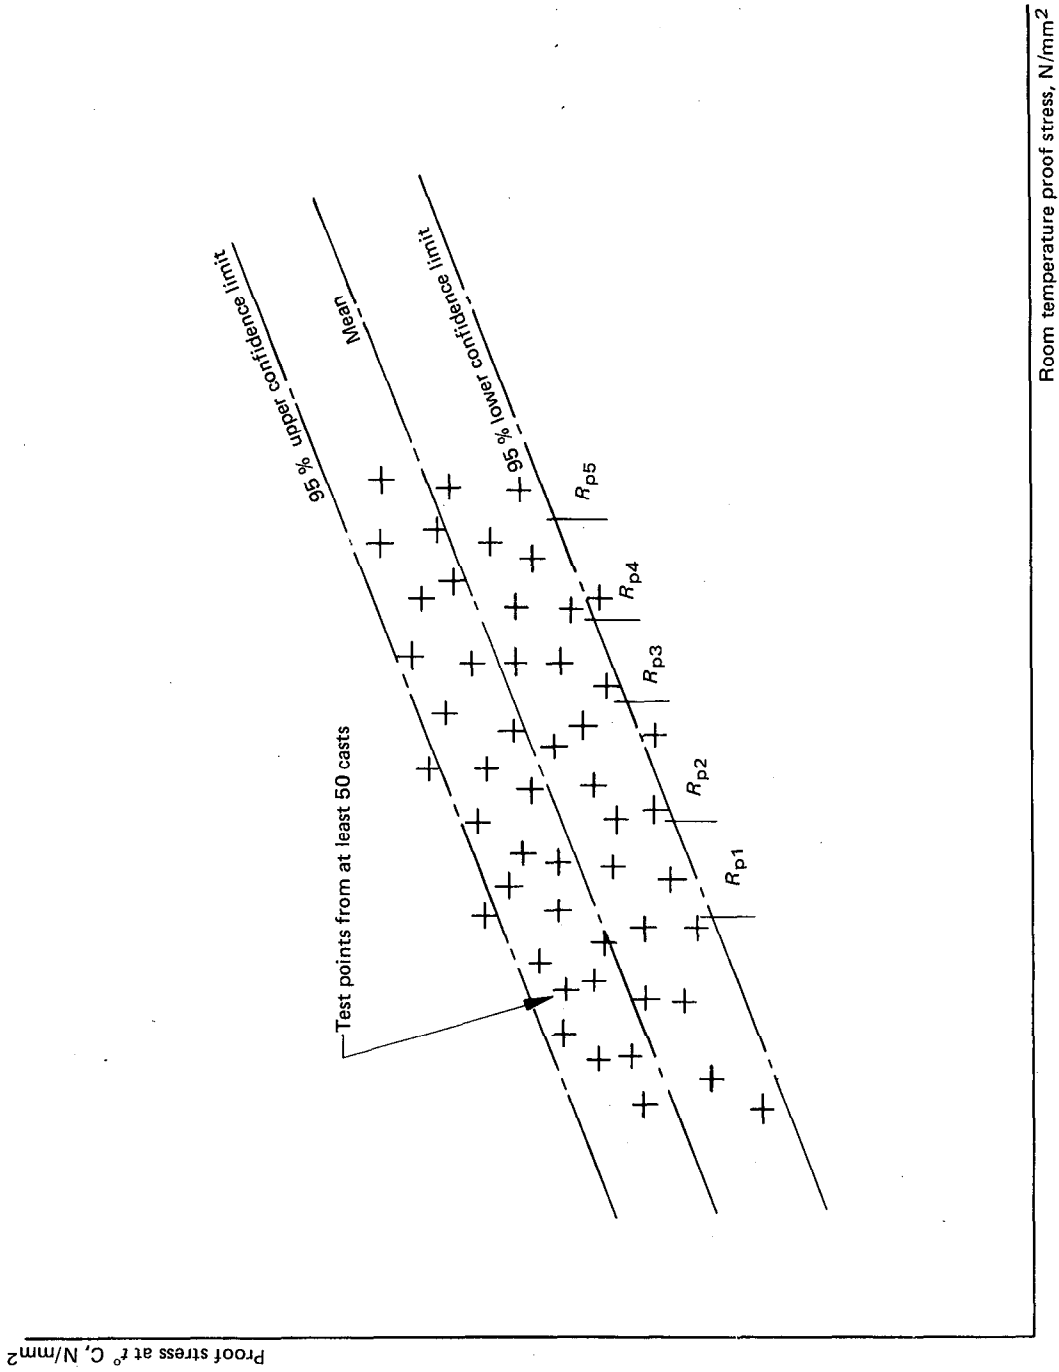 Proof stress at t° C, N/mm²
95 % upper confidence limit
Mean
95 % lower confidence limit
Test points from at least 50 casts
Rp1
Rp2
Rp3
Rp4
Rp5
Room temperature proof stress, N/mm²